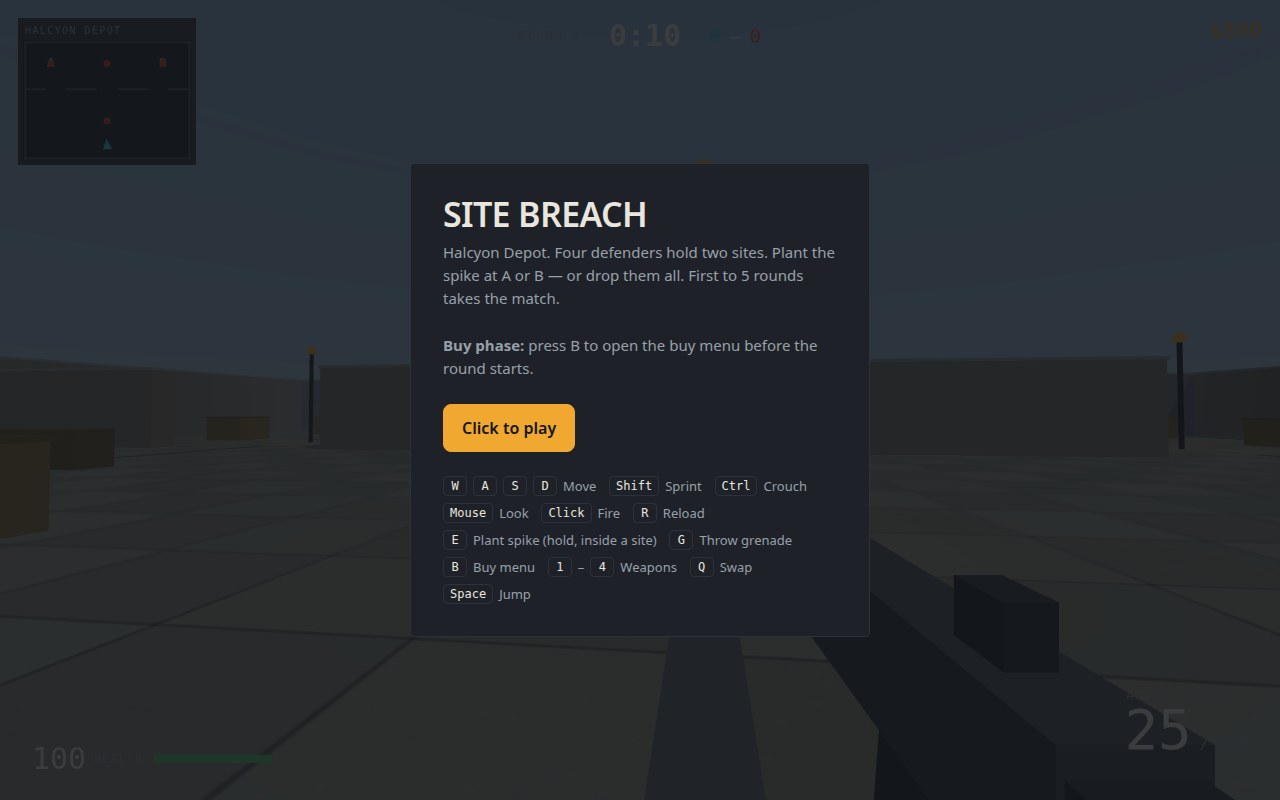 HALCYON DEPOT
A
B
0:10
– 0
SITE BREACH
Halcyon Depot. Four defenders hold two sites. Plant the
spike at A or B — or drop them all. First to 5 rounds
takes the match.
Buy phase: press B to open the buy menu before the
round starts.
Click to play
W A S D Move Shift Sprint Ctrl Crouch
Mouse Look Click Fire R Reload
E Plant spike (hold, inside a site) G Throw grenade
B Buy menu 1 – 4 Weapons Q Swap
Space Jump
100 HEALTH
25 /